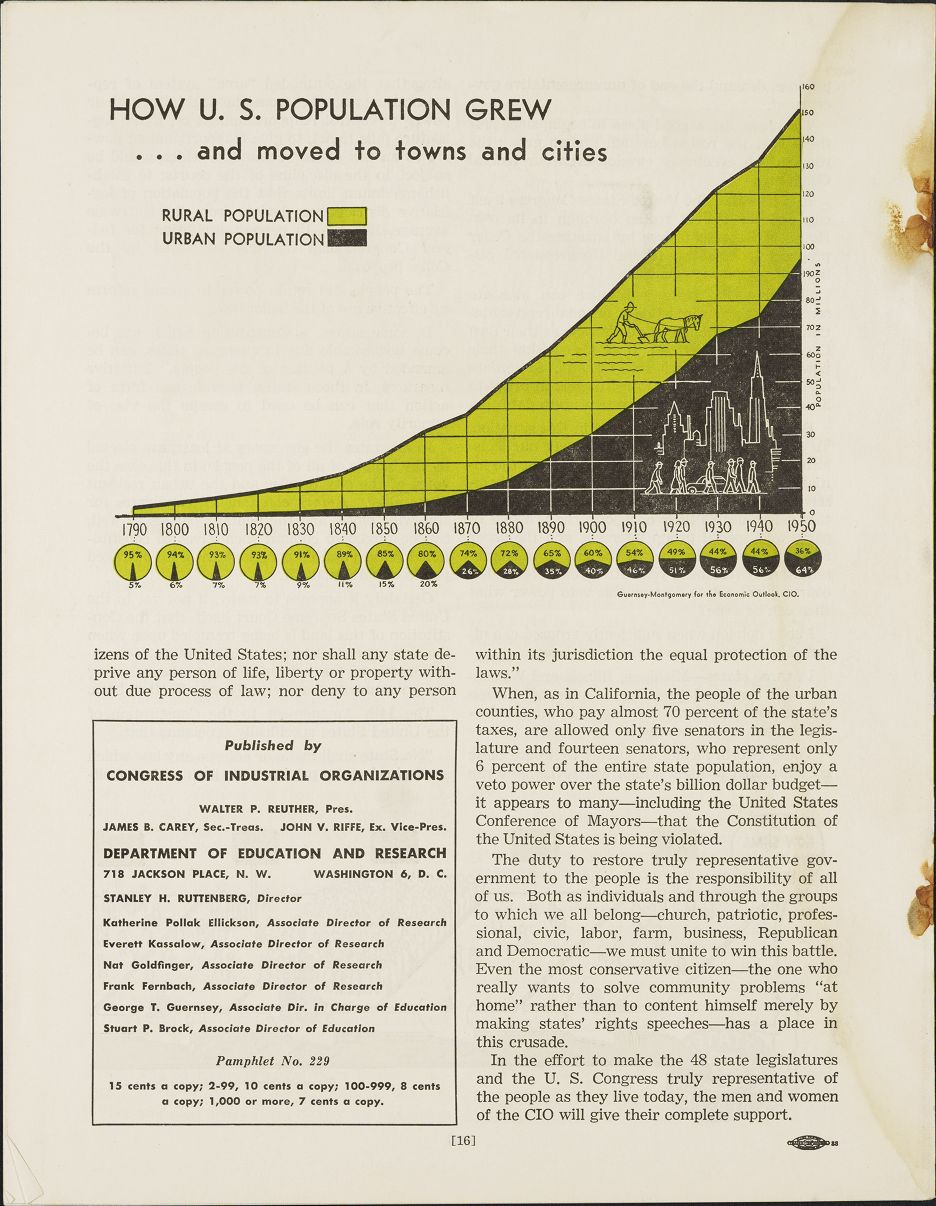 HOW U. S. POPULATION GREW
. . . and moved to towns and cities
RURAL POPULATION
URBAN POPULATION
160
150
140
130
120
110
100
90
80
70
60
50
40
30
20
10
0
POPULATION IN MILLIONS
1790 1800 1810 1820 1830 1840 1850 1860 1870 1880 1890 1900 1910 1920 1930 1940 1950
95% 94% 93% 93% 91% 89% 85% 80% 74% 72% 65% 60% 54% 49% 44% 44% 36%
5% 6% 7% 7% 9% 11% 15% 20% 26% 28% 35% 40% 46% 51% 56% 56% 64%
Guernsey-Montgomery for the Economic Outlook, CIO.
izens of the United States; nor shall any state de-
prive any person of life, liberty or property with-
out due process of law; nor deny to any person
Published by
CONGRESS OF INDUSTRIAL ORGANIZATIONS
WALTER P. REUTHER, Pres.
JAMES B. CAREY, Sec.-Treas. JOHN V. RIFFE, Ex. Vice-Pres.
DEPARTMENT OF EDUCATION AND RESEARCH
718 JACKSON PLACE, N. W. WASHINGTON 6, D. C.
STANLEY H. RUTTENBERG, Director
Katherine Pollak Ellickson, Associate Director of Research
Everett Kassalow, Associate Director of Research
Nat Goldfinger, Associate Director of Research
Frank Fernbach, Associate Director of Research
George T. Guernsey, Associate Dir. in Charge of Education
Stuart P. Brock, Associate Director of Education
Pamphlet No. 229
15 cents a copy; 2-99, 10 cents a copy; 100-999, 8 cents
a copy; 1,000 or more, 7 cents a copy.
within its jurisdiction the equal protection of the
laws.”
When, as in California, the people of the urban
counties, who pay almost 70 percent of the state’s
taxes, are allowed only five senators in the legis-
lature and fourteen senators, who represent only
6 percent of the entire state population, enjoy a
veto power over the state’s billion dollar budget—
it appears to many—including the United States
Conference of Mayors—that the Constitution of
the United States is being violated.
The duty to restore truly representative gov-
ernment to the people is the responsibility of all
of us. Both as individuals and through the groups
to which we all belong—church, patriotic, profes-
sional, civic, labor, farm, business, Republican
and Democratic—we must unite to win this battle.
Even the most conservative citizen—the one who
really wants to solve community problems “at
home” rather than to content himself merely by
making states’ rights speeches—has a place in
this crusade.
In the effort to make the 48 state legislatures
and the U. S. Congress truly representative of
the people as they live today, the men and women
of the CIO will give their complete support.
[16]